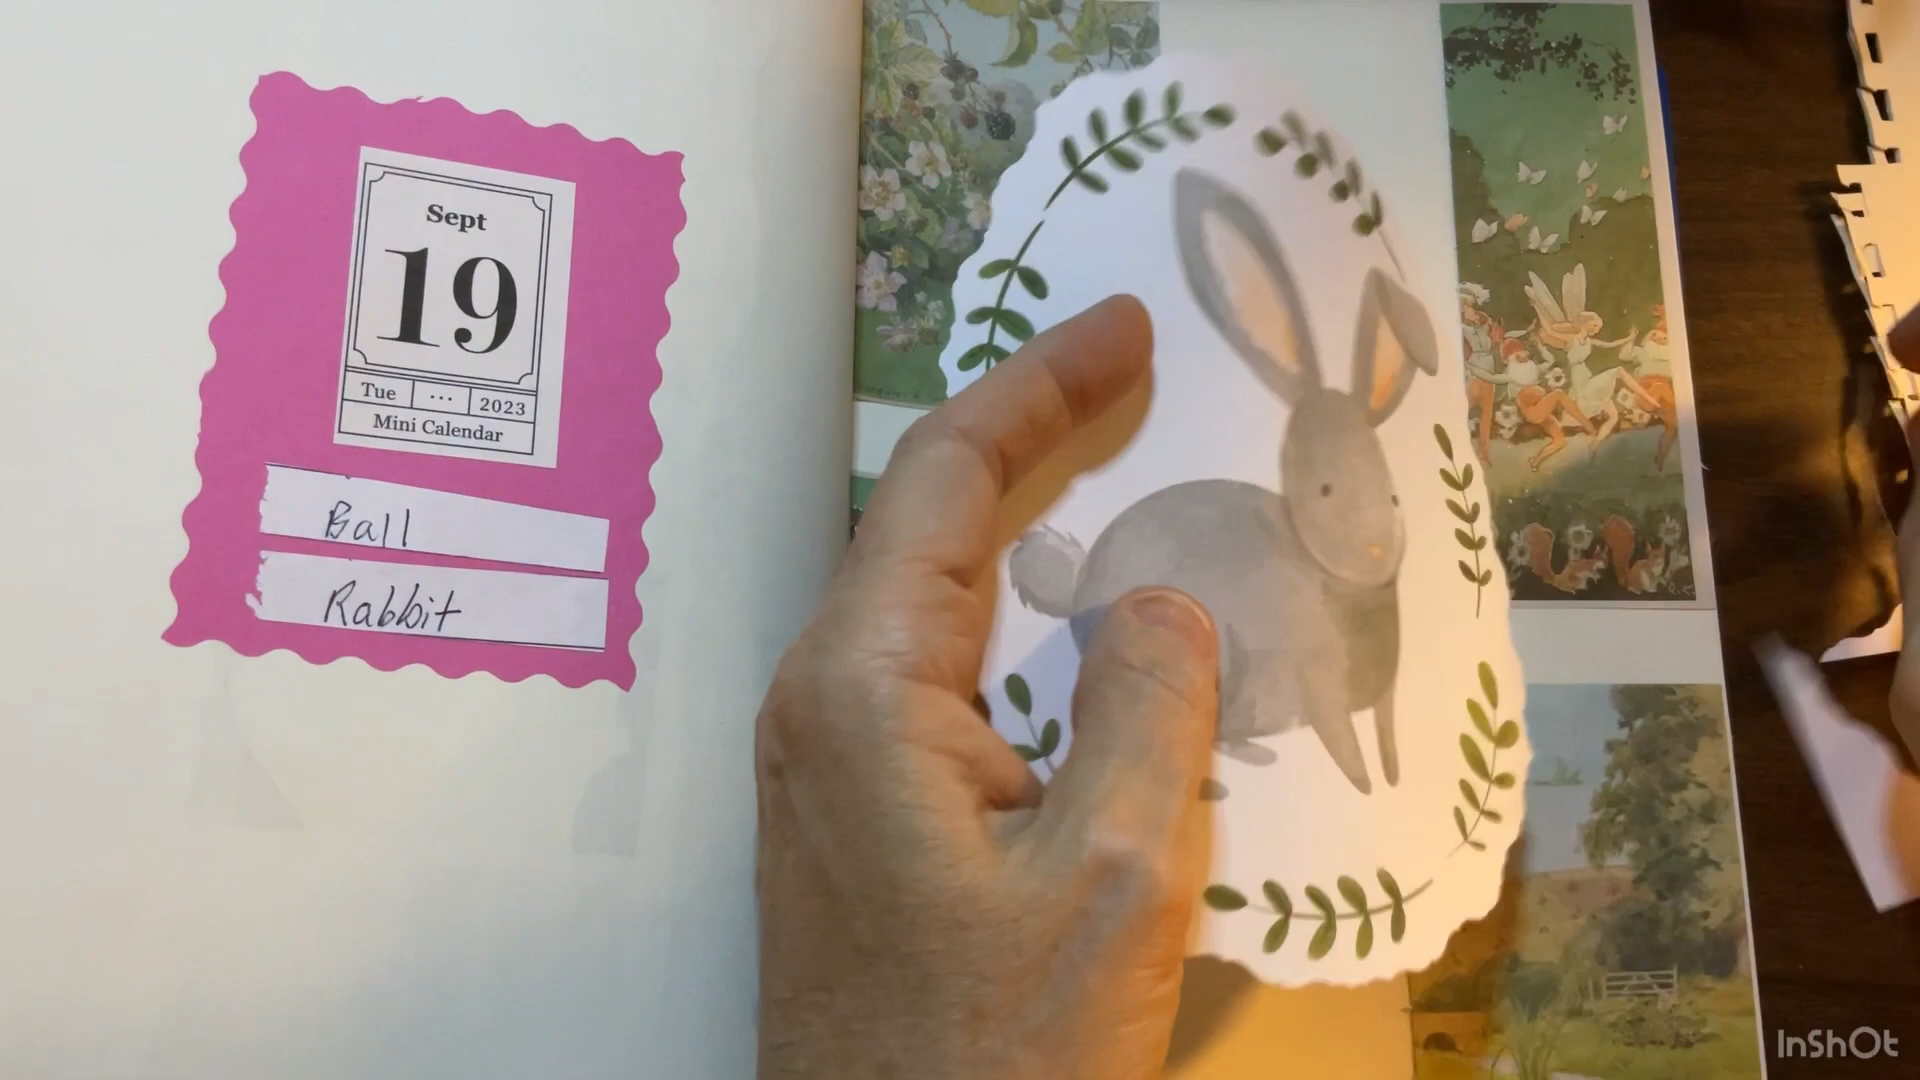 Sept
19
Tue ... 2023
Mini Calendar
Ball
Rabbit
InShOt